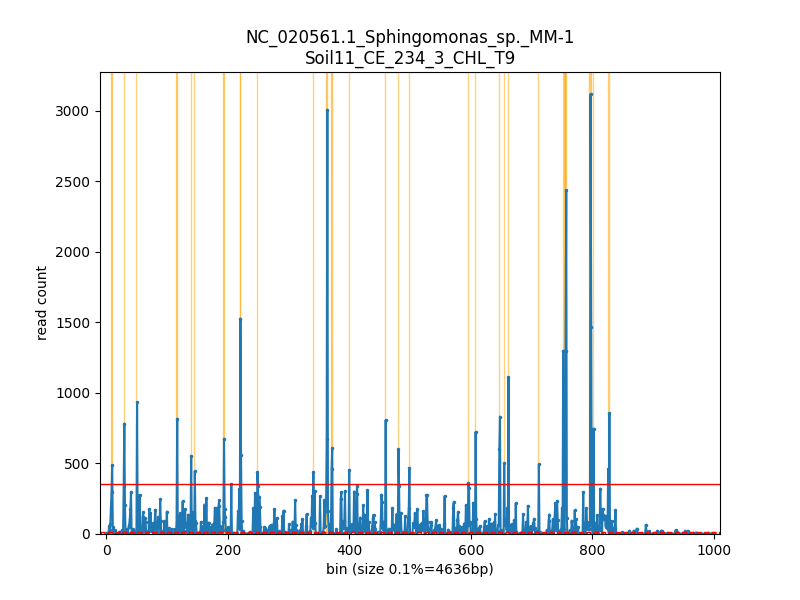 NC_020561.1_Sphingomonas_sp._MM-1
Soil11_CE_234_3_CHL_T9
read count
3000
2500
2000
1500
1000
500
0
0 200 400 600 800 1000
bin (size 0.1%=4636bp)